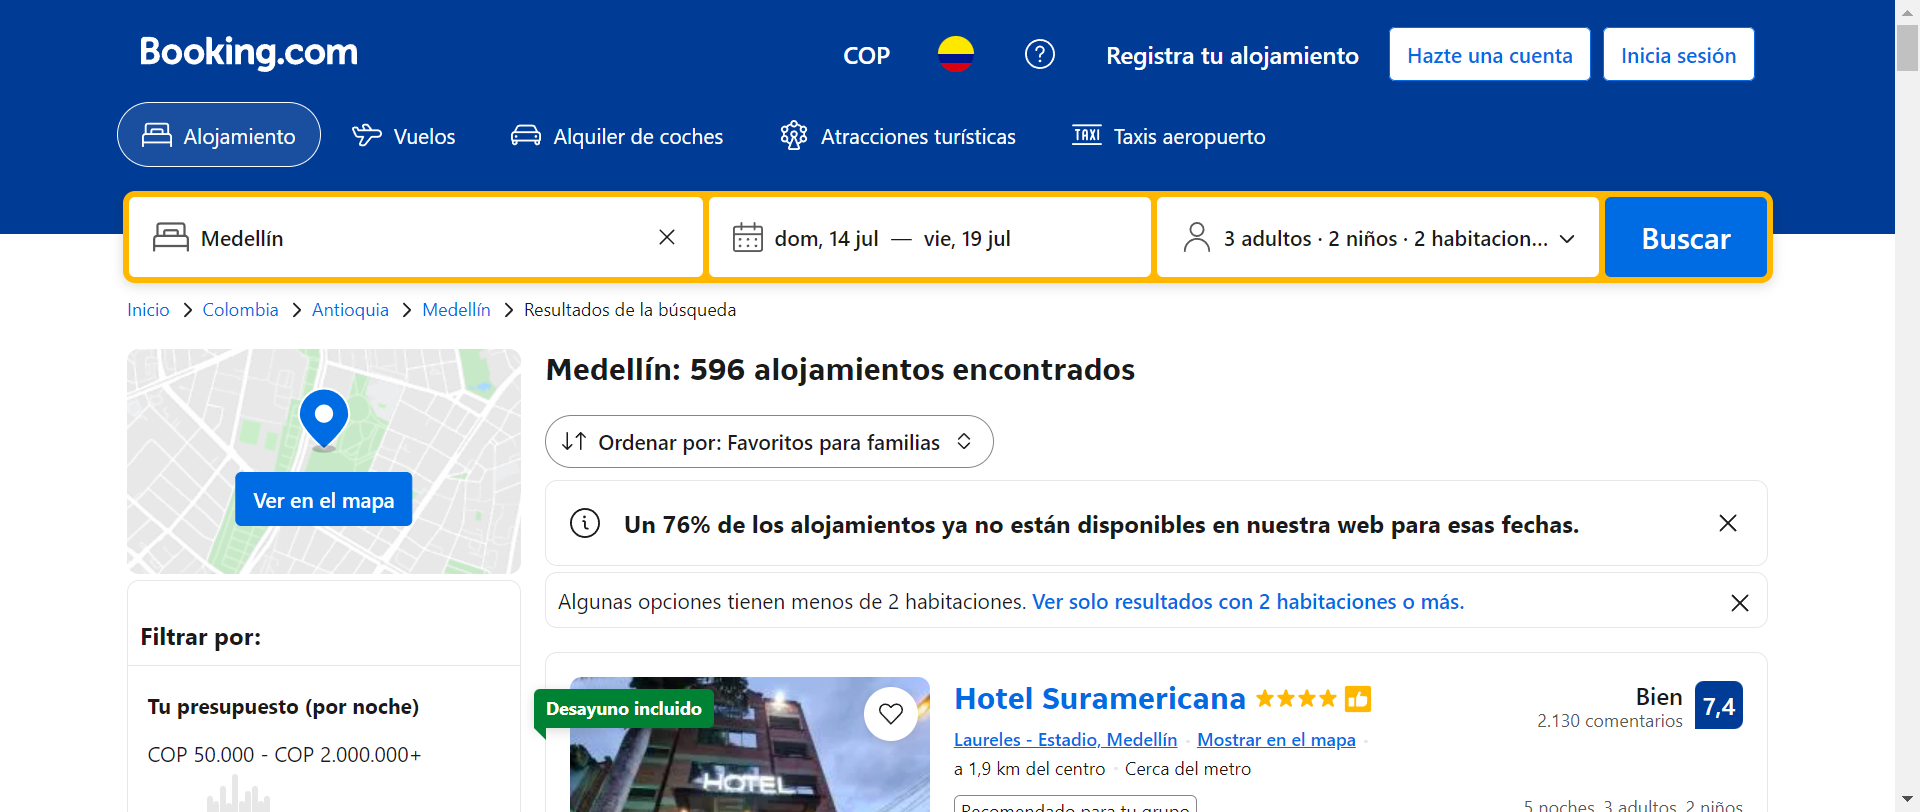 Booking.com
COP
Registra tu alojamiento
Hazte una cuenta
Inicia sesión
Alojamiento
Vuelos
Alquiler de coches
Atracciones turísticas
TAXI
Taxis aeropuerto
Medellín
dom, 14 jul — vie, 19 jul
3 adultos · 2 niños · 2 habitacion...
Buscar
Inicio > Colombia > Antioquia > Medellín > Resultados de la búsqueda
Ver en el mapa
Medellín: 596 alojamientos encontrados
Ordenar por: Favoritos para familias
Un 76% de los alojamientos ya no están disponibles en nuestra web para esas fechas.
Algunas opciones tienen menos de 2 habitaciones. Ver solo resultados con 2 habitaciones o más.
Filtrar por:
Tu presupuesto (por noche)
COP 50.000 - COP 2.000.000+
Desayuno incluido
HOTEL
Hotel Suramericana
Laureles - Estadio, Medellín
Mostrar en el mapa
a 1,9 km del centro
Cerca del metro
Recomendado para tu grupo
Bien
2.130 comentarios
7,4
5 noches, 3 adultos, 2 niños